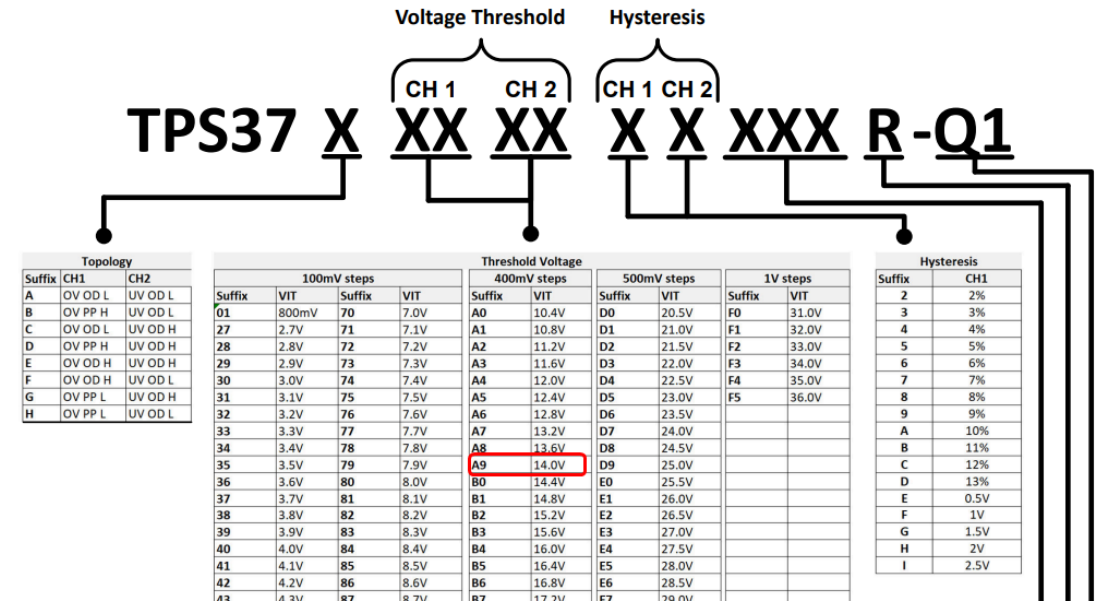 Voltage Threshold Hysteresis
CH 1 CH 2 CH 1 CH 2
TPS37 X XX XX X X XXX R -Q1
Topology Threshold Voltage Hysteresis
Suffix CH1 CH2 100mV steps 400mV steps 500mV steps 1V steps Suffix CH1
A OV OD L UV OD L Suffix VIT Suffix VIT Suffix VIT Suffix VIT Suffix VIT 2 2%
B OV PP H UV OD L 01 800mV 70 7.0V A0 10.4V D0 20.5V F0 31.0V 3 3%
C OV OD L UV OD H 27 2.7V 71 7.1V A1 10.8V D1 21.0V F1 32.0V 4 4%
D OV PP H UV OD H 28 2.8V 72 7.2V A2 11.2V D2 21.5V F2 33.0V 5 5%
E OV OD H UV OD H 29 2.9V 73 7.3V A3 11.6V D3 22.0V F3 34.0V 6 6%
F OV OD H UV OD L 30 3.0V 74 7.4V A4 12.0V D4 22.5V F4 35.0V 7 7%
G OV PP L UV OD H 31 3.1V 75 7.5V A5 12.4V D5 23.0V F5 36.0V 8 8%
H OV PP L UV OD L 32 3.2V 76 7.6V A6 12.8V D6 23.5V 9 9%
33 3.3V 77 7.7V A7 13.2V D7 24.0V A 10%
34 3.4V 78 7.8V A8 13.6V D8 24.5V B 11%
35 3.5V 79 7.9V A9 14.0V D9 25.0V C 12%
36 3.6V 80 8.0V B0 14.4V E0 25.5V D 13%
37 3.7V 81 8.1V B1 14.8V E1 26.0V E 0.5V
38 3.8V 82 8.2V B2 15.2V E2 26.5V F 1V
39 3.9V 83 8.3V B3 15.6V E3 27.0V G 1.5V
40 4.0V 84 8.4V B4 16.0V E4 27.5V H 2V
41 4.1V 85 8.5V B5 16.4V E5 28.0V I 2.5V
42 4.2V 86 8.6V B6 16.8V E6 28.5V
43 4.3V 87 8.7V B7 17.2V E7 29.0V